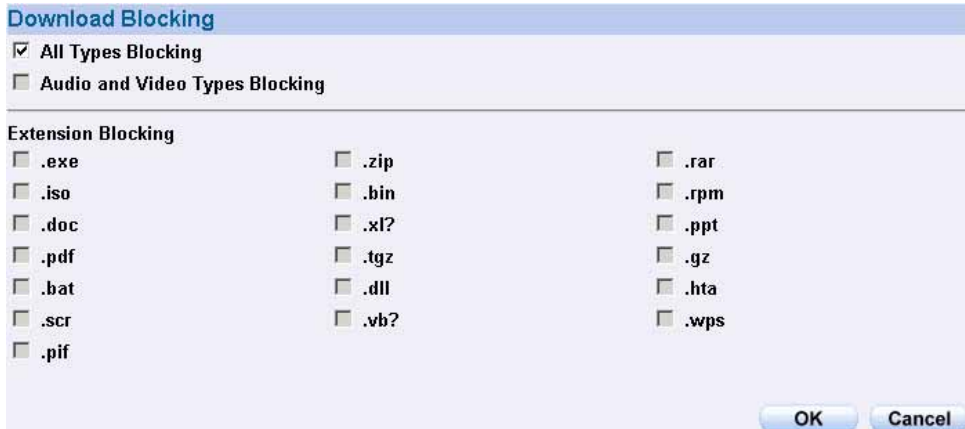 Download Blocking
All Types Blocking
Audio and Video Types Blocking
Extension Blocking
.exe .zip .rar
.iso .bin .rpm
.doc .xl? .ppt
.pdf .tgz .gz
.bat .dll .hta
.scr .vb? .wps
.pif
OK Cancel